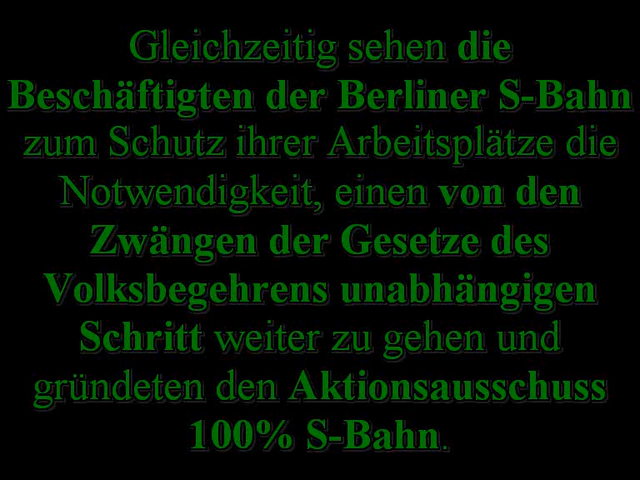 Gleichzeitig sehen die
Beschäftigten der Berliner S-Bahn
zum Schutz ihrer Arbeitsplätze die
Notwendigkeit, einen von den
Zwängen der Gesetze des
Volksbegehrens unabhängigen
Schritt weiter zu gehen und
gründeten den Aktionsausschuss
100% S-Bahn.